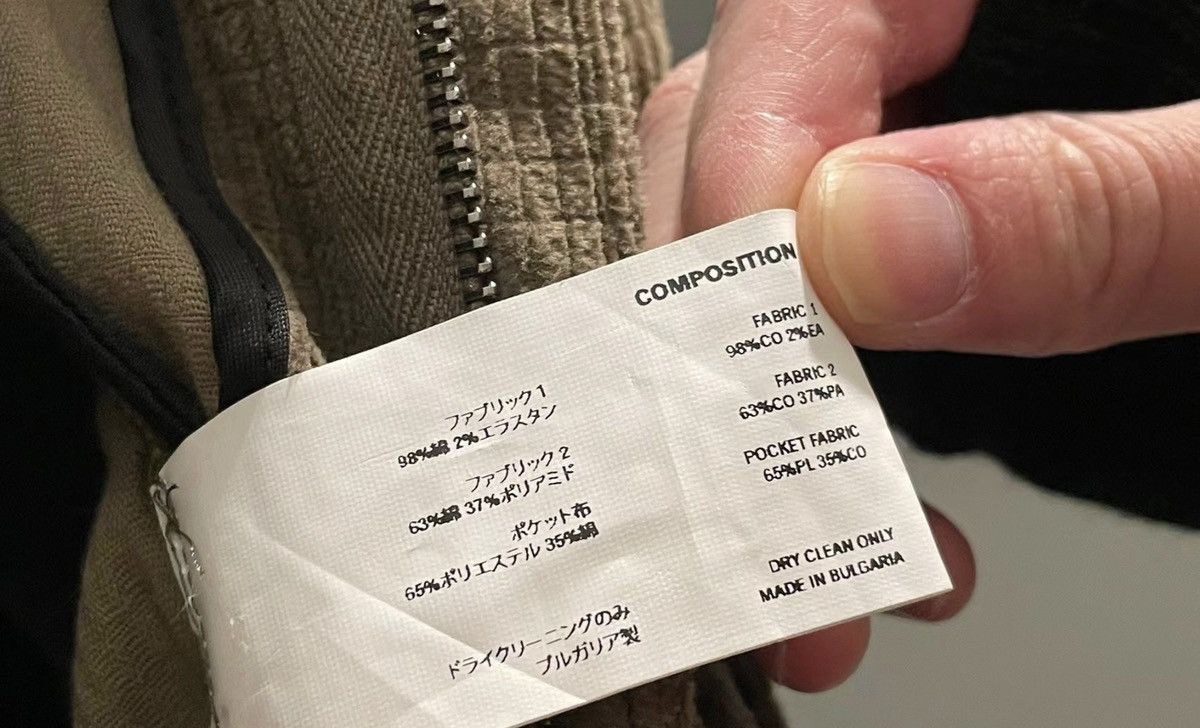 COMPOSITION
FABRIC 1
98%CO 2%EA
FABRIC 2
63%CO 37%PA
POCKET FABRIC
65%PL 35%CO
DRY CLEAN ONLY
MADE IN BULGARIA
ファブリック 1
98%綿 2%エラスタン
ファブリック 2
63%綿 37%ポリアミド
ポケット布
65%ポリエステル 35%綿
ドライクリーニングのみ
ブルガリア製